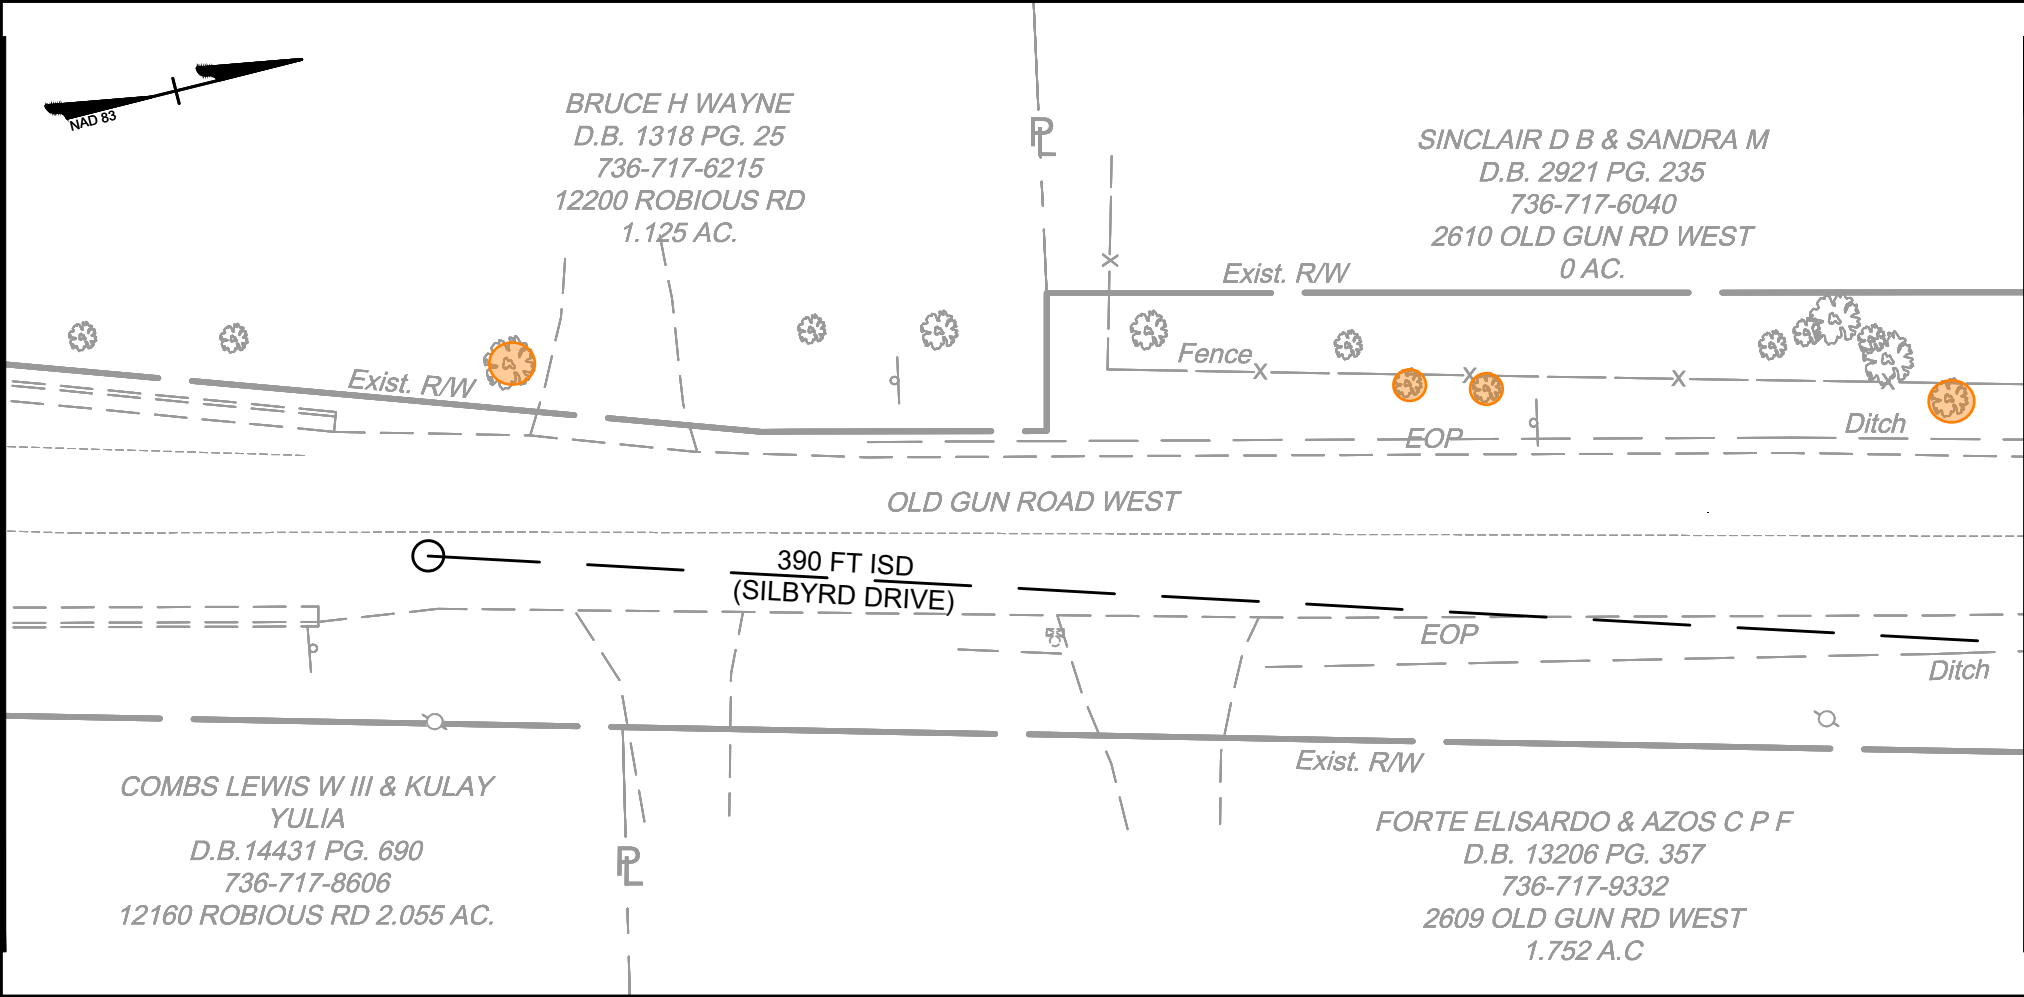 NAD 83
BRUCE H WAYNE
D.B. 1318 PG. 25
736-717-6215
12200 ROBIOUS RD
1.125 AC.
PL
SINCLAIR D B & SANDRA M
D.B. 2921 PG. 235
736-717-6040
2610 OLD GUN RD WEST
0 AC.
Exist. R/W
Fence
Exist. R/W
Ditch
EOP
OLD GUN ROAD WEST
390 FT ISD
(SILBYRD DRIVE)
EOP
Ditch
Exist. R/W
COMBS LEWIS W III & KULAY
YULIA
D.B.14431 PG. 690
736-717-8606
12160 ROBIOUS RD 2.055 AC.
PL
FORTE ELISARDO & AZOS C P F
D.B. 13206 PG. 357
736-717-9332
2609 OLD GUN RD WEST
1.752 A.C